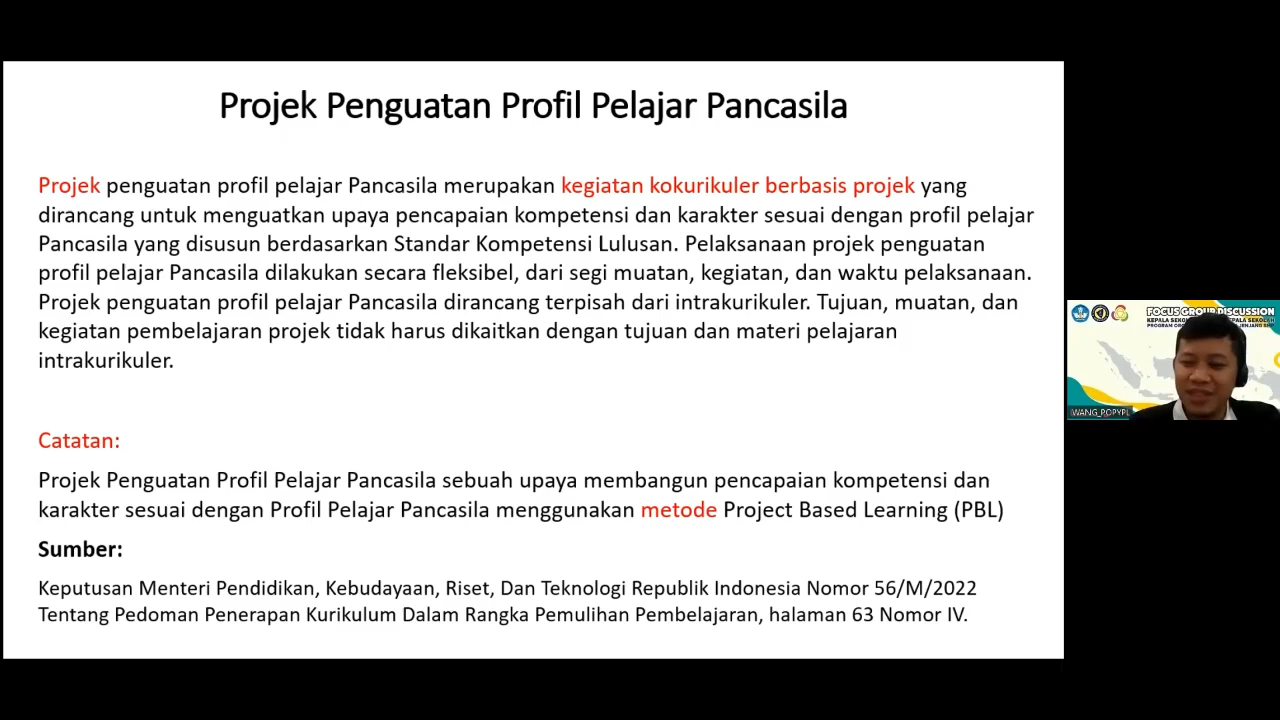 Projek Penguatan Profil Pelajar Pancasila
Projek penguatan profil pelajar Pancasila merupakan kegiatan kokurikuler berbasis projek yang
dirancang untuk menguatkan upaya pencapaian kompetensi dan karakter sesuai dengan profil pelajar
Pancasila yang disusun berdasarkan Standar Kompetensi Lulusan. Pelaksanaan projek penguatan
profil pelajar Pancasila dilakukan secara fleksibel, dari segi muatan, kegiatan, dan waktu pelaksanaan.
Projek penguatan profil pelajar Pancasila dirancang terpisah dari intrakurikuler. Tujuan, muatan, dan
kegiatan pembelajaran projek tidak harus dikaitkan dengan tujuan dan materi pelajaran
intrakurikuler.
Catatan:
Projek Penguatan Profil Pelajar Pancasila sebuah upaya membangun pencapaian kompetensi dan
karakter sesuai dengan Profil Pelajar Pancasila menggunakan metode Project Based Learning (PBL)
Sumber:
Keputusan Menteri Pendidikan, Kebudayaan, Riset, Dan Teknologi Republik Indonesia Nomor 56/M/2022
Tentang Pedoman Penerapan Kurikulum Dalam Rangka Pemulihan Pembelajaran, halaman 63 Nomor IV.
FOCUS GROUP DISCUSSION
KEPALA SEKOLAH